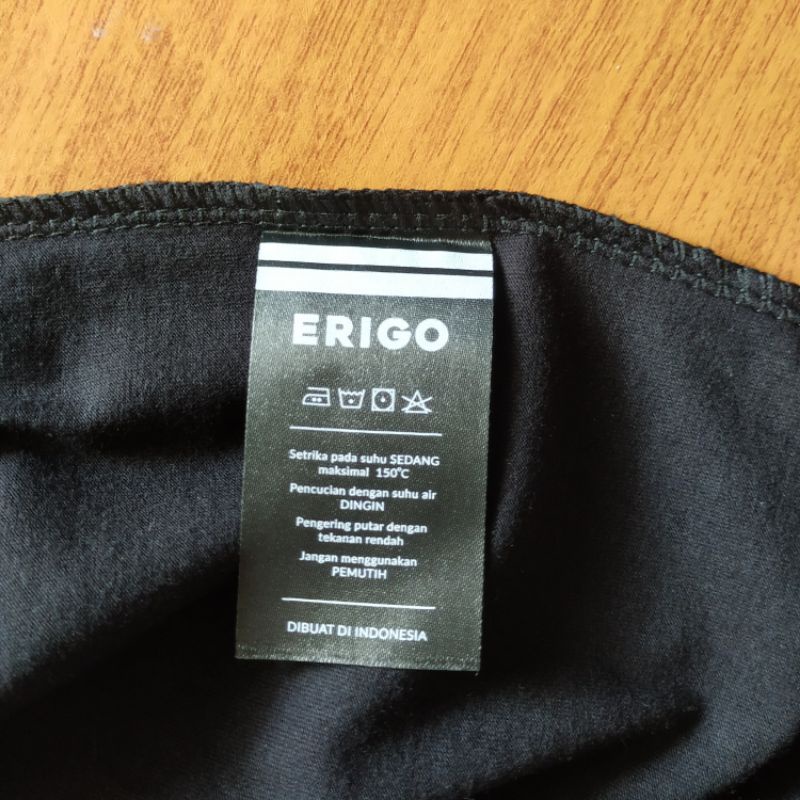 ERIGO
Setrika pada suhu SEDANG
maksimal 150°C
Pencucian dengan suhu air
DINGIN
Pengering putar dengan
tekanan rendah
Jangan menggunakan
PEMUTIH
DIBUAT DI INDONESIA